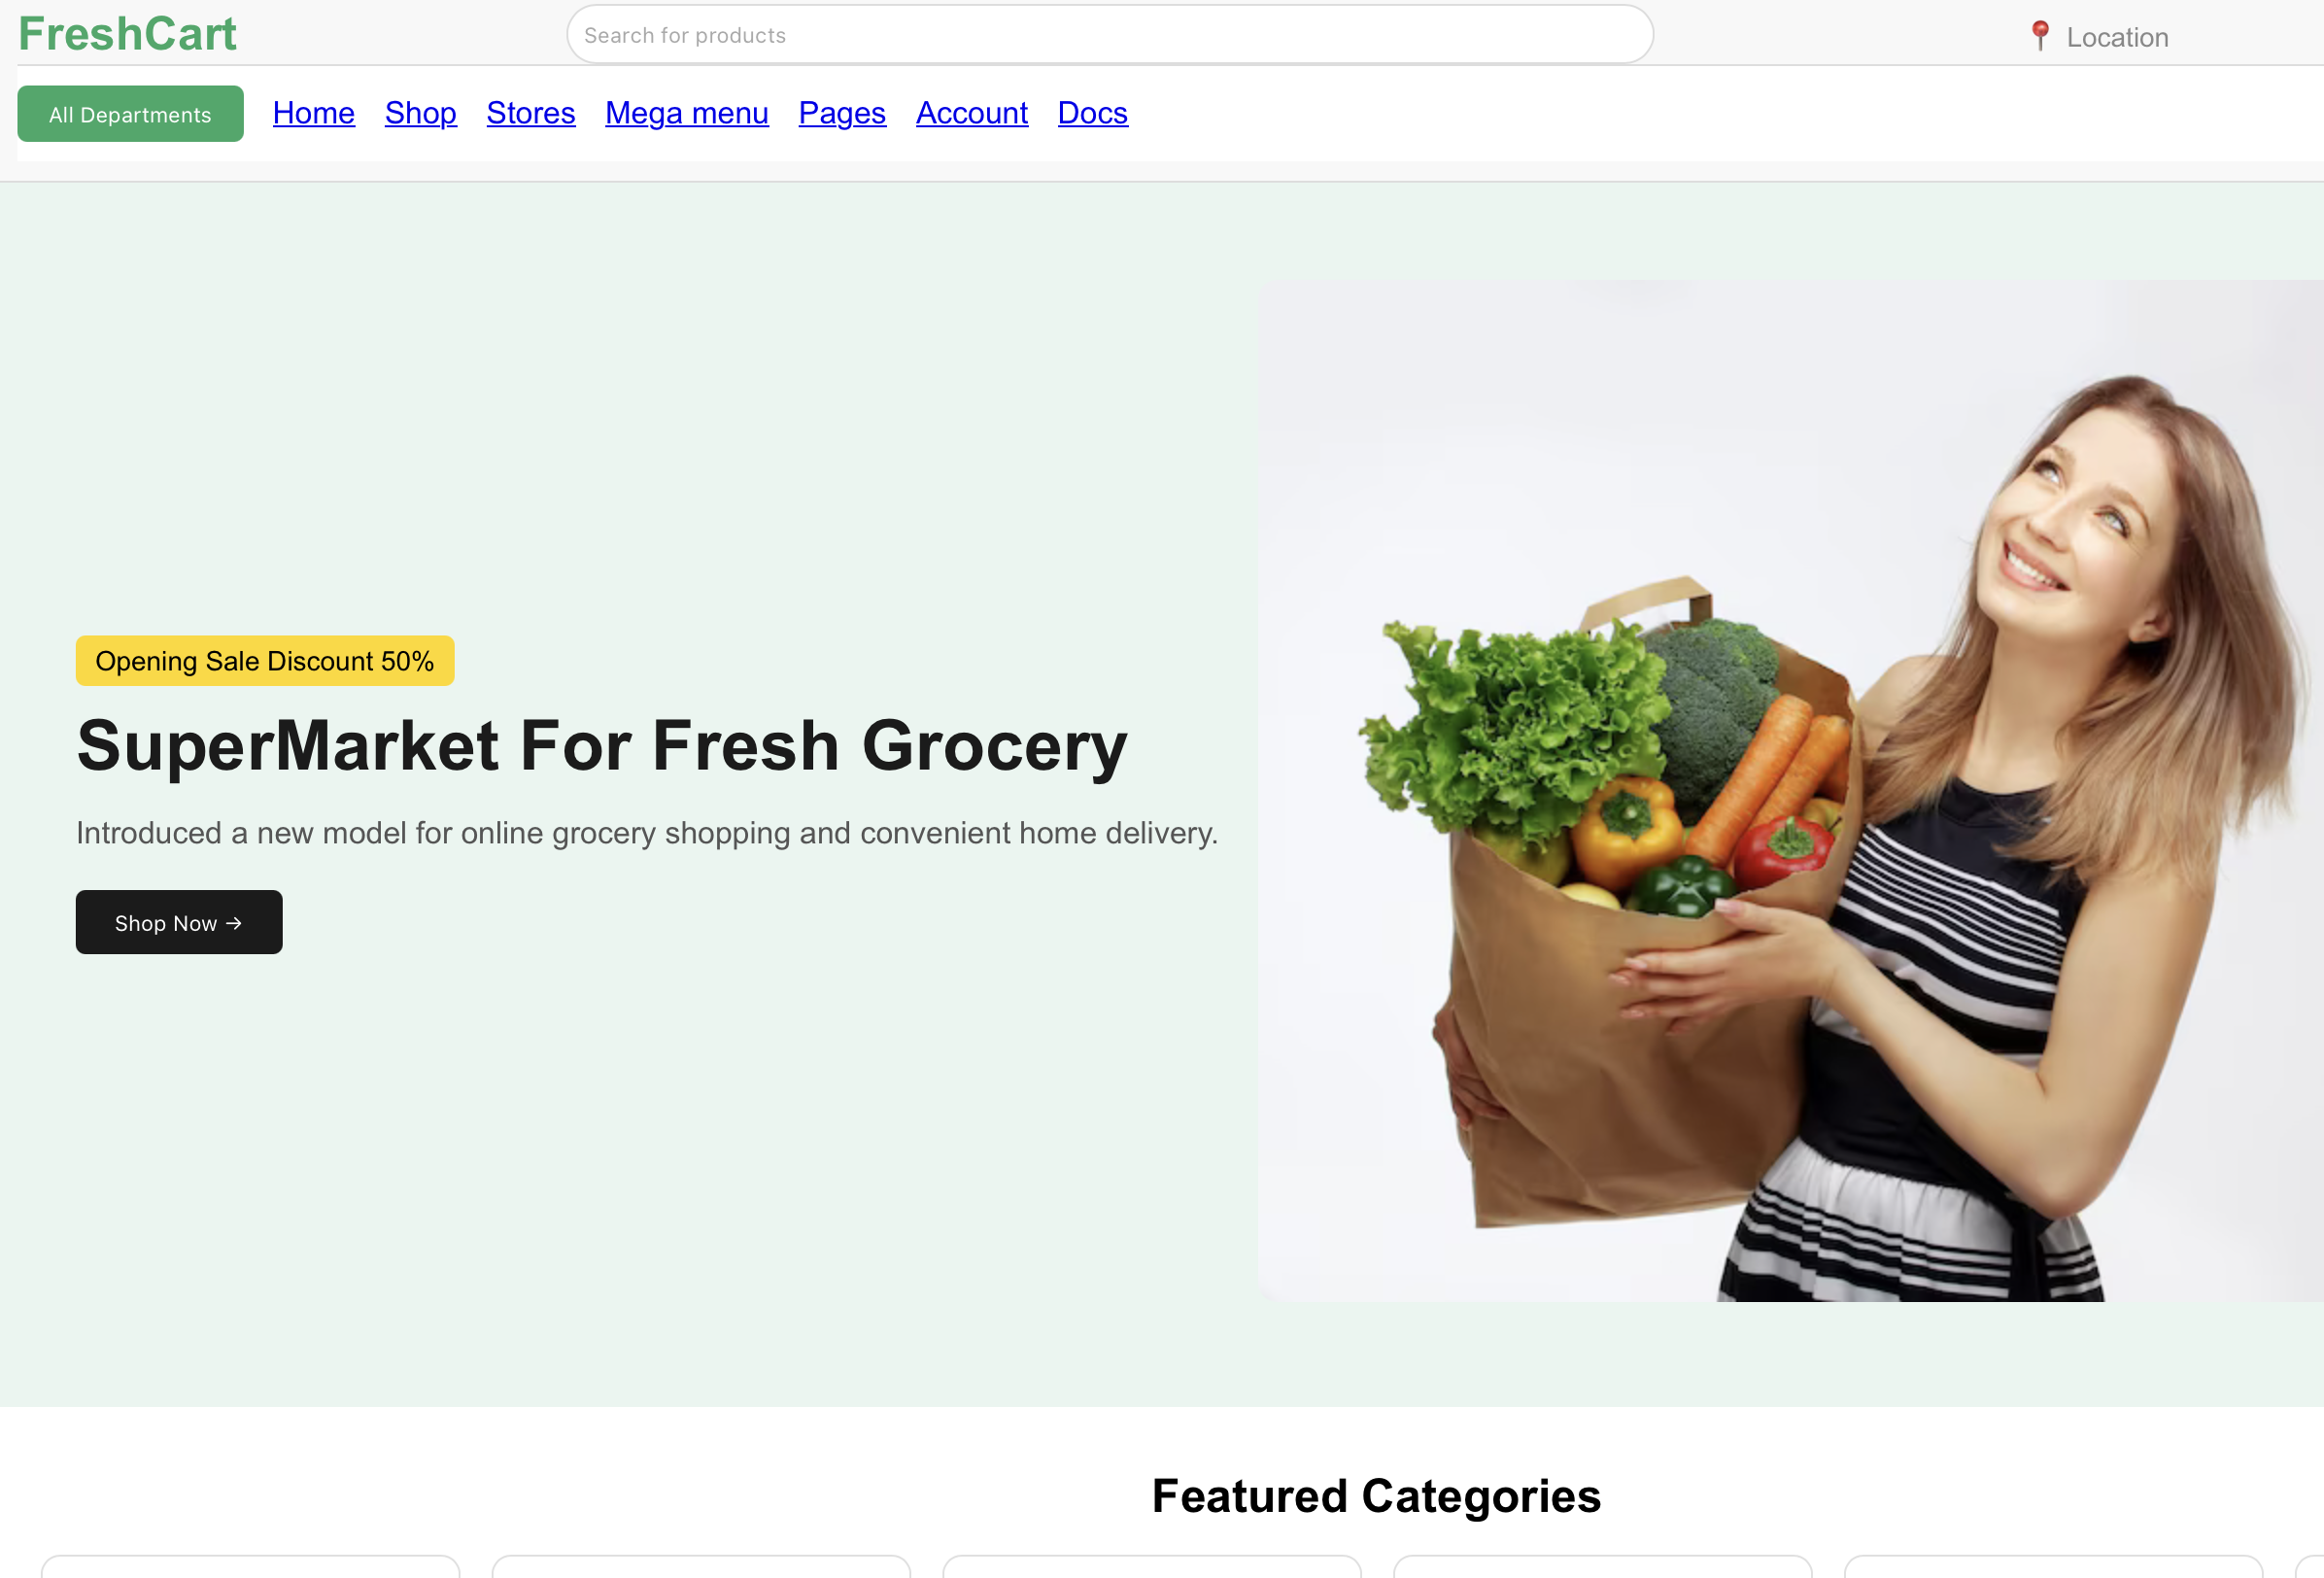 FreshCart
Search for products
Location
All Departments Home Shop Stores Mega menu Pages Account Docs
Opening Sale Discount 50%
SuperMarket For Fresh Grocery
Introduced a new model for online grocery shopping and convenient home delivery.
Shop Now →
Featured Categories